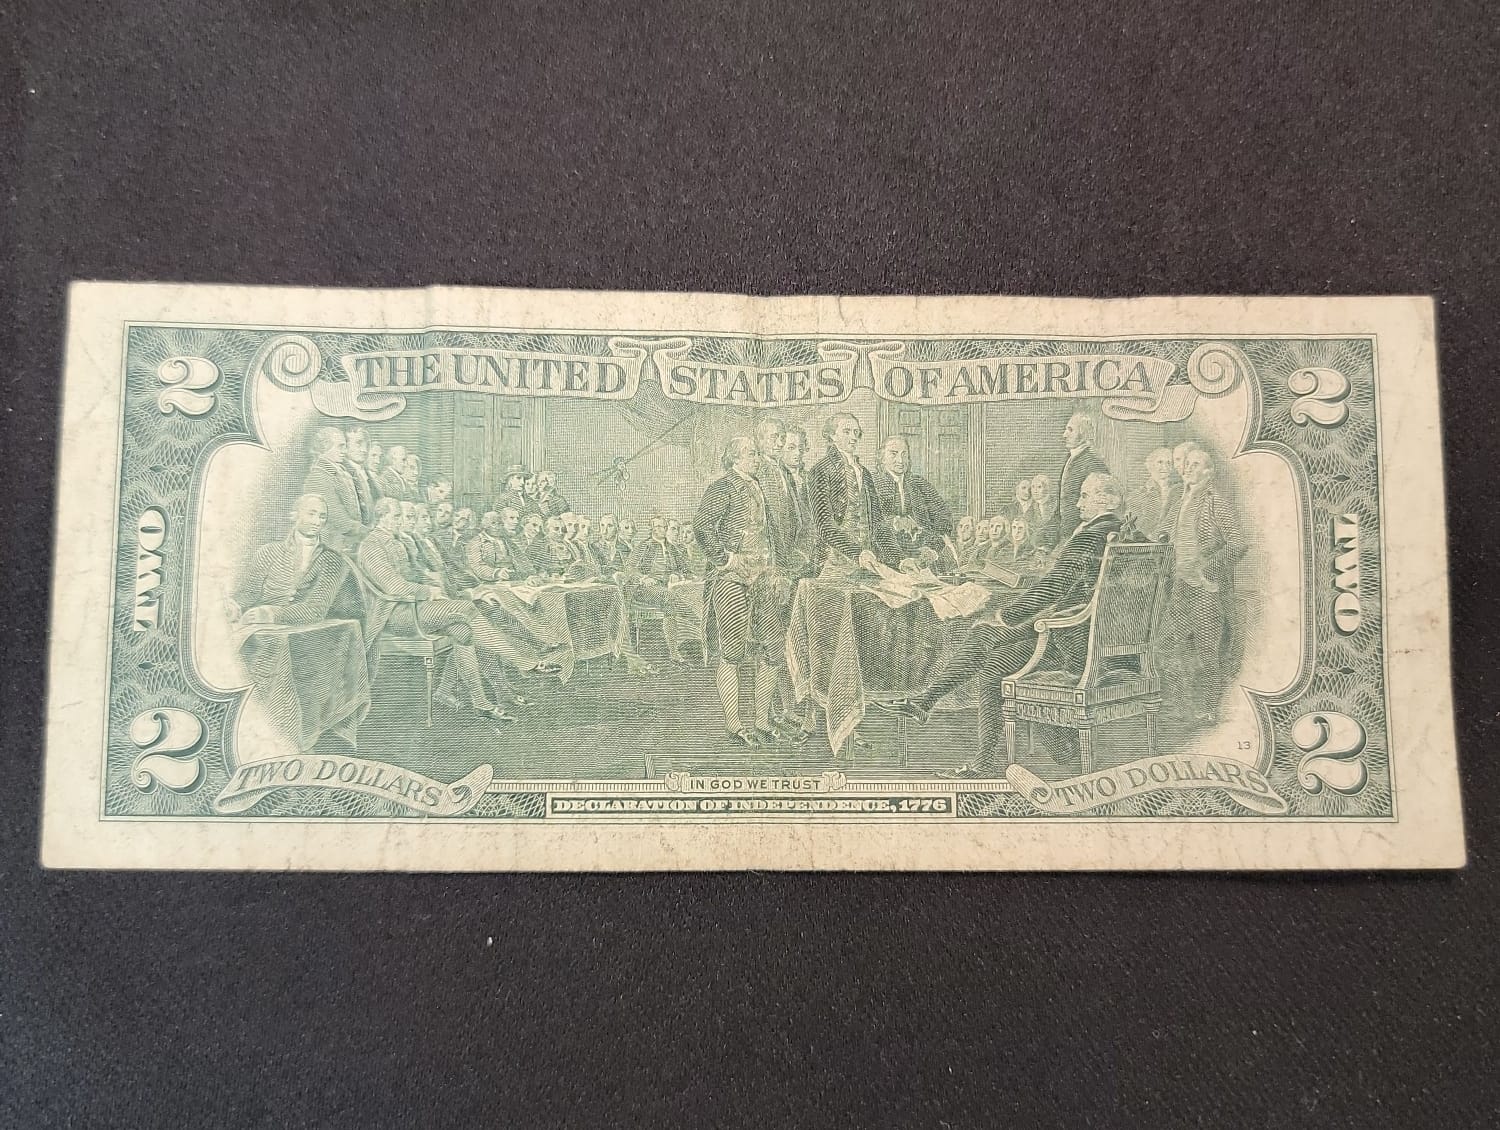 2 THE UNITED STATES OF AMERICA 2
TWO TWO
13
2 TWO DOLLARS IN GOD WE TRUST TWO DOLLARS 2
DECLARATION OF INDEPENDENCE, 1776